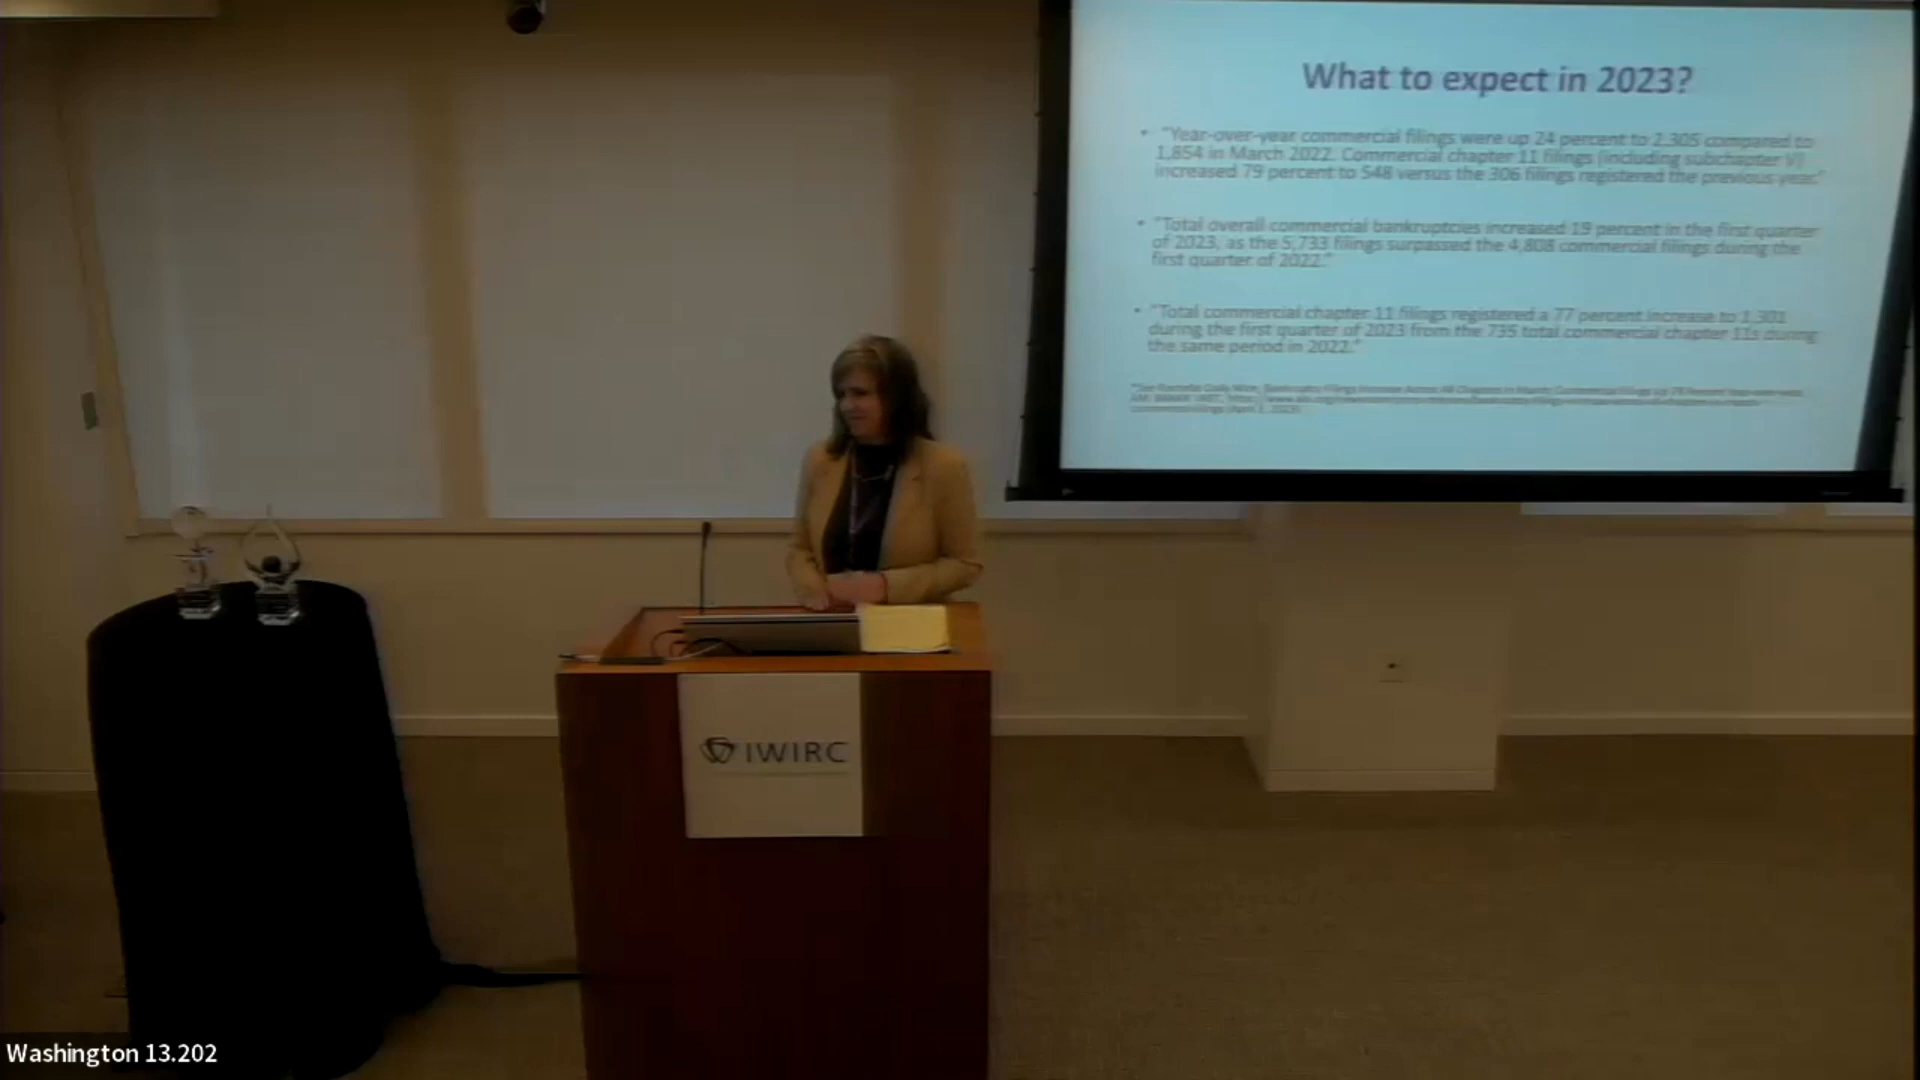 What to expect in 2023?
• "Year-over-year commercial filings were up 24 percent to 2,305 compared to
1,854 in March 2022. Commercial chapter 11 filings (including subchapter V)
increased 79 percent to 548 versus the 306 filings registered the previous year."
• "Total overall commercial bankruptcies increased 19 percent in the first quarter
of 2023, as the 5,733 filings surpassed the 4,808 commercial filings during the
first quarter of 2022."
• "Total commercial chapter 11 filings registered a 77 percent increase to 1,301
during the first quarter of 2023 from the 735 total commercial chapter 11s during
the same period in 2022."
IWIRC
Washington 13.202